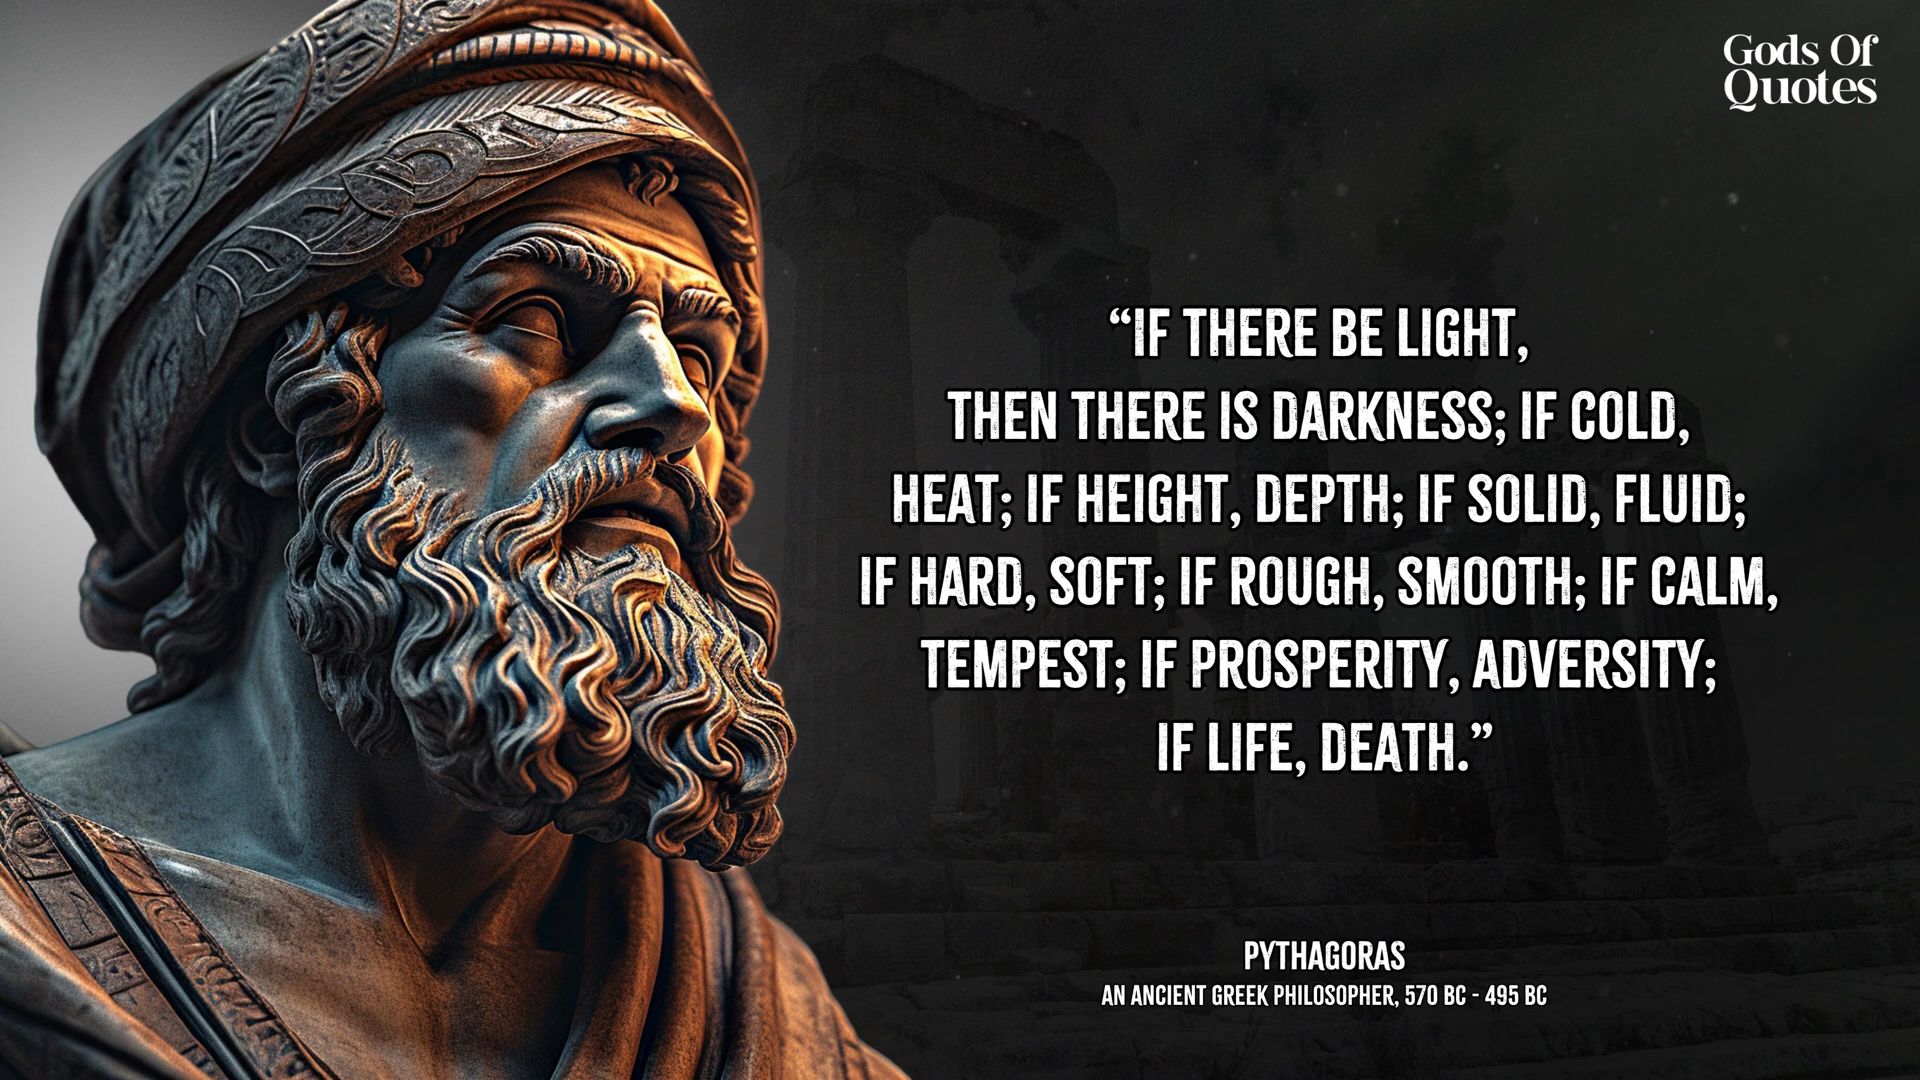 Gods Of
Quotes
“IF THERE BE LIGHT,
THEN THERE IS DARKNESS; IF COLD,
HEAT; IF HEIGHT, DEPTH; IF SOLID, FLUID;
IF HARD, SOFT; IF ROUGH, SMOOTH; IF CALM,
TEMPEST; IF PROSPERITY, ADVERSITY;
IF LIFE, DEATH.”
PYTHAGORAS
AN ANCIENT GREEK PHILOSOPHER, 570 BC - 495 BC